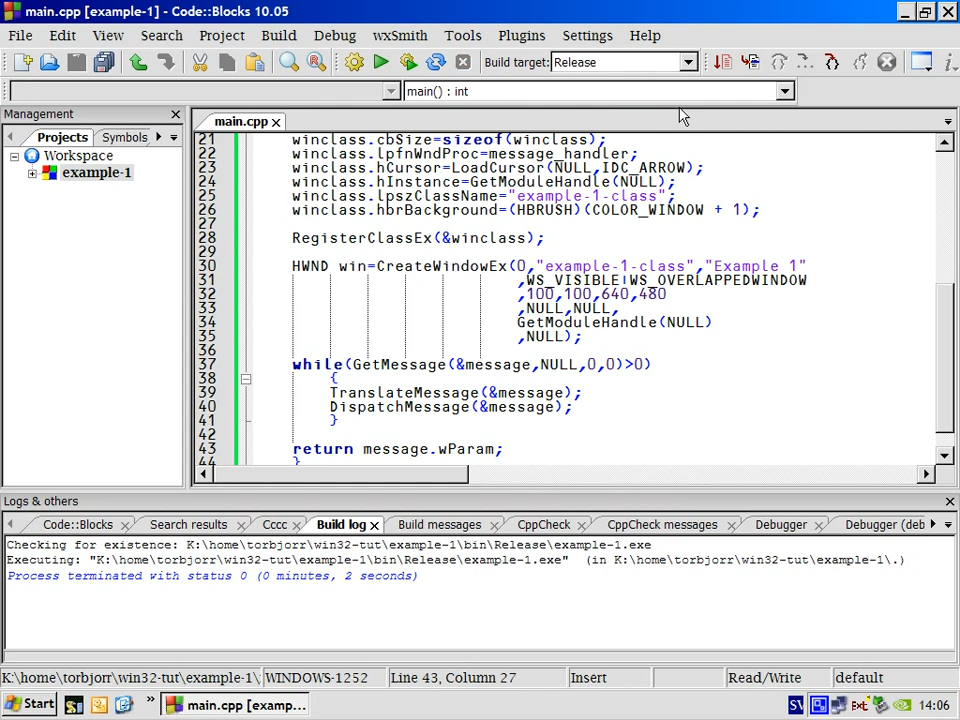 main.cpp [example-1] - Code::Blocks 10.05
File Edit View Search Project Build Debug wxSmith Tools Plugins Settings Help
Build target: Release
main() : int
Management
Projects Symbols
Workspace
example-1
main.cpp
21 winclass.cbSize=sizeof(winclass);
22 winclass.lpfnWndProc=message_handler;
23 winclass.hCursor=LoadCursor(NULL,IDC_ARROW);
24 winclass.hInstance=GetModuleHandle(NULL);
25 winclass.lpszClassName="example-1-class";
26 winclass.hbrBackground=(HBRUSH)(COLOR_WINDOW + 1);
27
28 RegisterClassEx(&winclass);
29
30 HWND win=CreateWindowEx(0,"example-1-class","Example 1"
31 ,WS_VISIBLE|WS_OVERLAPPEDWINDOW
32 ,100,100,640,480
33 ,NULL,NULL,
34 GetModuleHandle(NULL)
35 ,NULL);
36
37 while(GetMessage(&message,NULL,0,0)>0)
38 {
39 TranslateMessage(&message);
40 DispatchMessage(&message);
41 }
42
43 return message.wParam;
44 }
Logs & others
Code::Blocks Search results Cccc Build log Build messages CppCheck CppCheck messages Debugger Debugger (deb
Checking for existence: K:\home\torbjorr\win32-tut\example-1\bin\Release\example-1.exe
Executing: "K:\home\torbjorr\win32-tut\example-1\bin\Release\example-1.exe" (in K:\home\torbjorr\win32-tut\example-1\.)
Process terminated with status 0 (0 minutes, 2 seconds)
K:\home\torbjorr\win32-tut\example-1\ WINDOWS-1252 Line 43, Column 27 Insert Read/Write default
Start » main.cpp [examp... SV Ext 14:06